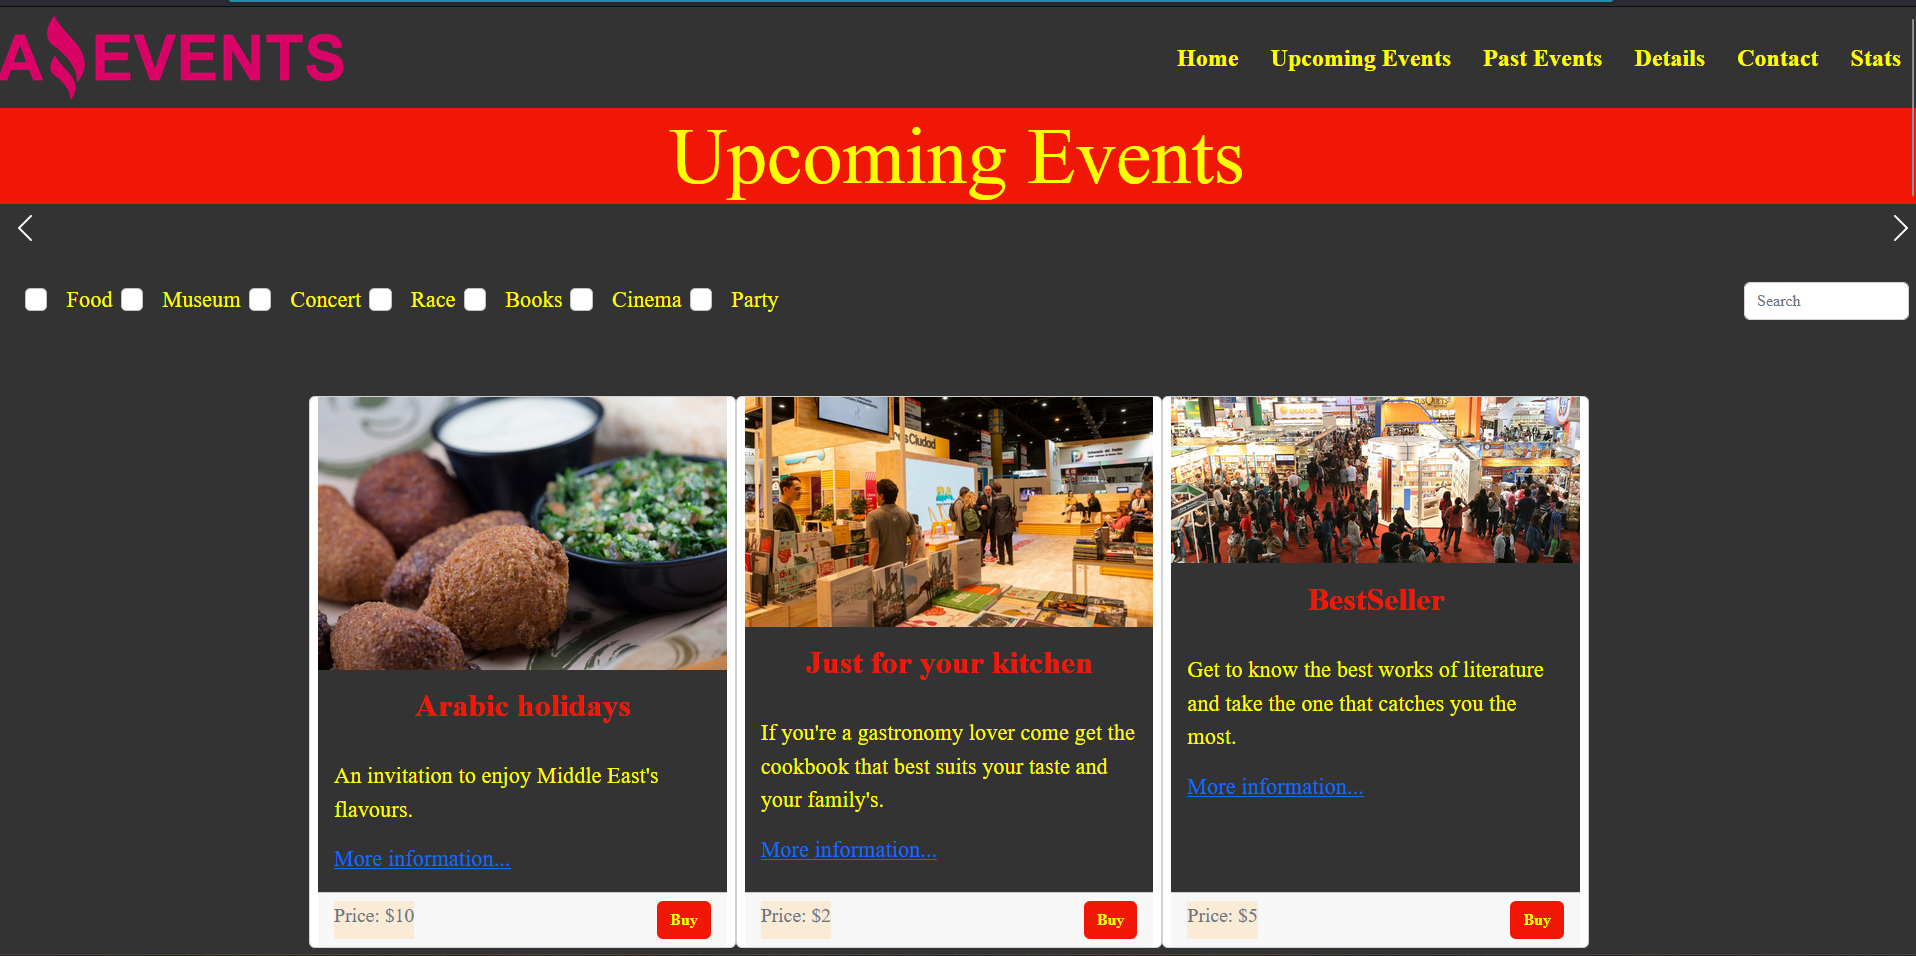 A EVENTS
Home Upcoming Events Past Events Details Contact Stats
Upcoming Events
Food Museum Concert Race Books Cinema Party
Search
Arabic holidays
An invitation to enjoy Middle East's
flavours.
More information...
Price: $10
Buy
Ciudad
Just for your kitchen
If you're a gastronomy lover come get the
cookbook that best suits your taste and
your family's.
More information...
Price: $2
Buy
GRANICA
BestSeller
Get to know the best works of literature
and take the one that catches you the
most.
More information...
Price: $5
Buy